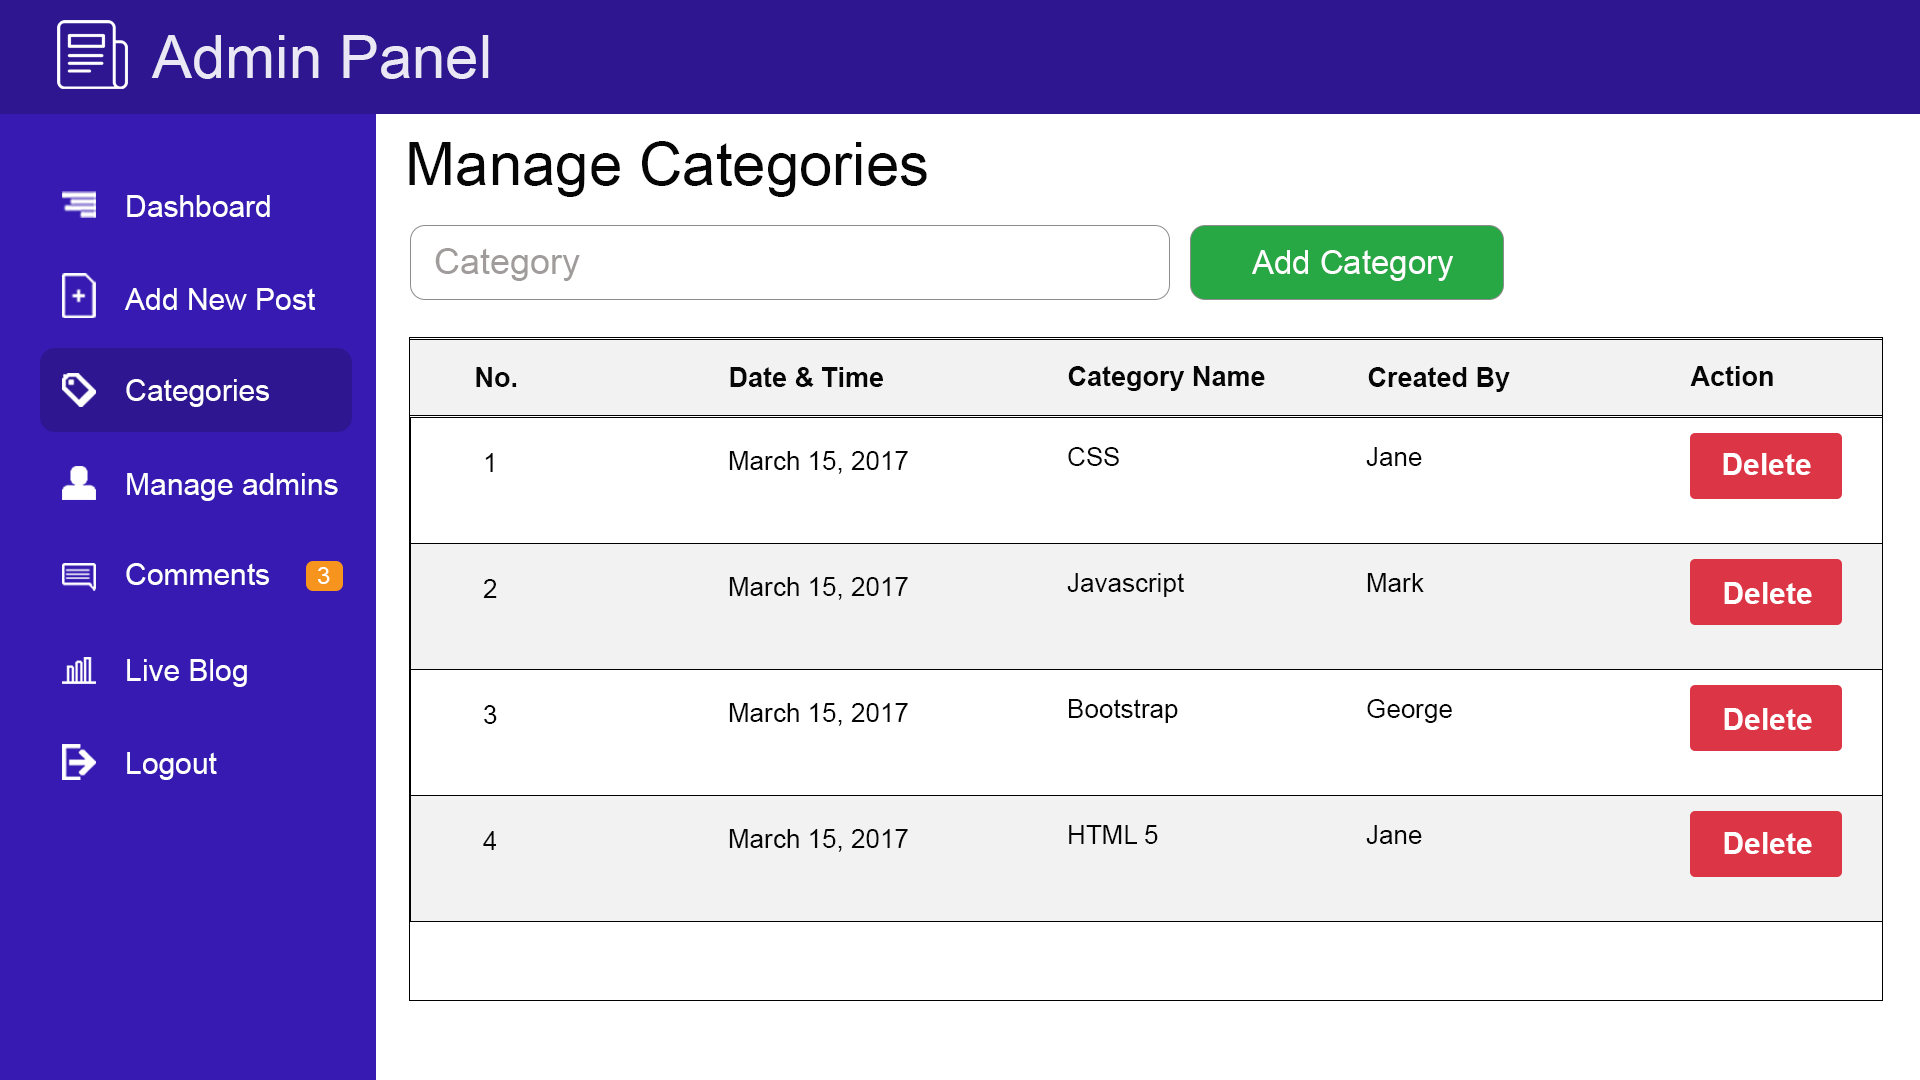 Admin Panel
Dashboard
Add New Post
Categories
Manage admins
Comments 3
Live Blog
Logout
Manage Categories
Category Add Category
No. Date & Time Category Name Created By Action
1 March 15, 2017 CSS Jane Delete
2 March 15, 2017 Javascript Mark Delete
3 March 15, 2017 Bootstrap George Delete
4 March 15, 2017 HTML 5 Jane Delete